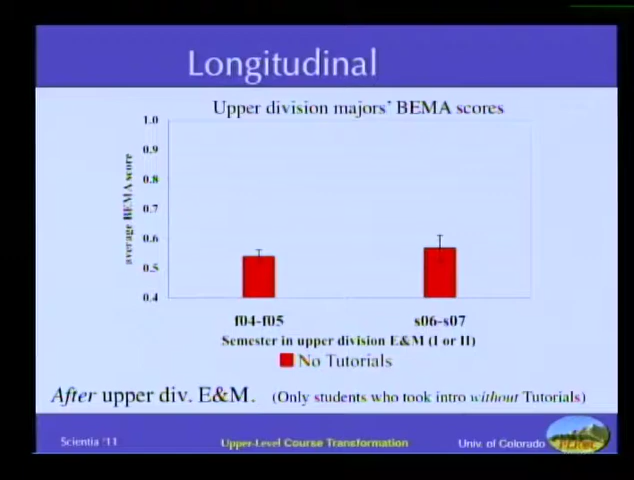 Longitudinal
Upper division majors' BEMA scores
1.0
0.9
0.8
0.7
0.6
0.5
0.4
average BEMA score
f04-f05 s06-s07
Semester in upper division E&M (I or II)
No Tutorials
After upper div. E&M. (Only students who took intro without Tutorials)
Scientia '11 Upper-Level Course Transformation Univ. of Colorado